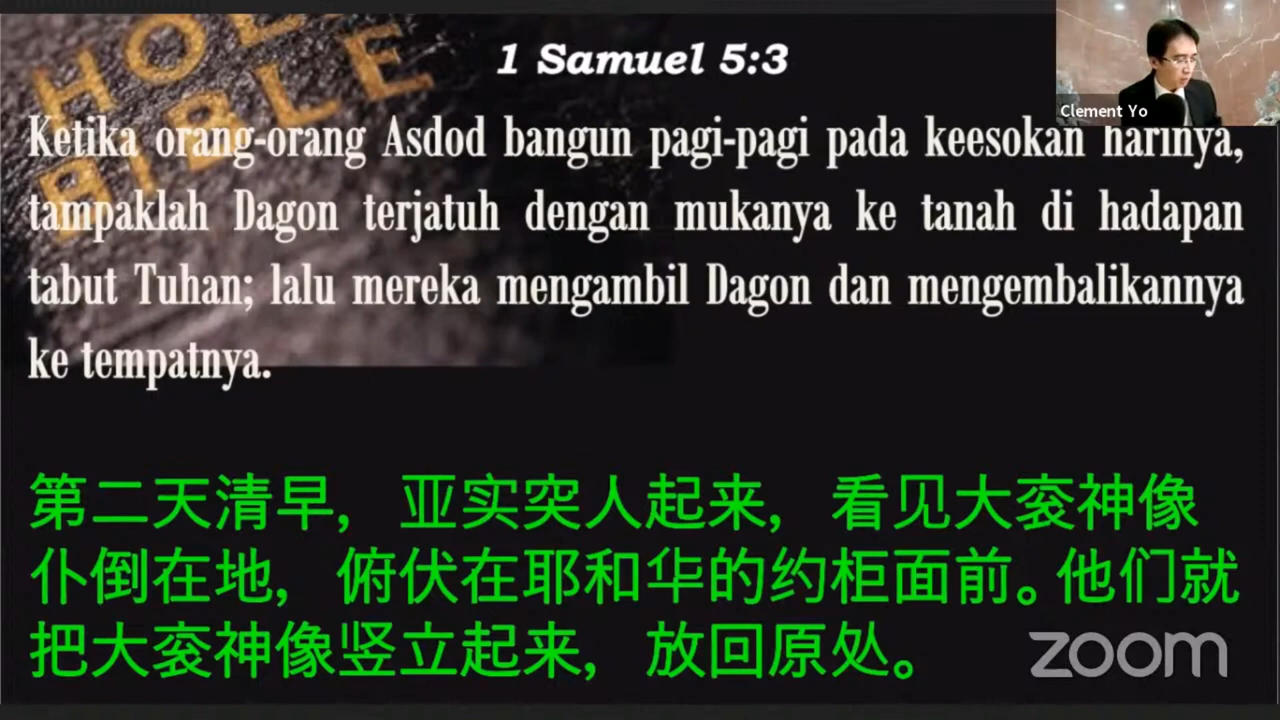 HOLY
BIBLE
1 Samuel 5:3
Clement Yo
Ketika orang-orang Asdod bangun pagi-pagi pada keesokan harinya,
tampaklah Dagon terjatuh dengan mukanya ke tanah di hadapan
tabut Tuhan; lalu mereka mengambil Dagon dan mengembalikannya
ke tempatnya.
第二天清早，亚实突人起来，看见大衮神像
仆倒在地，俯伏在耶和华的约柜面前。他们就
把大衮神像竖立起来，放回原处。
zoom